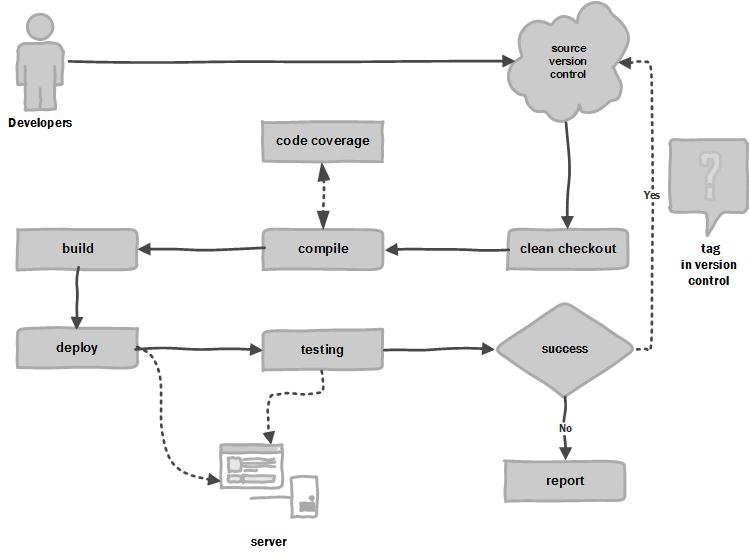 source
version
control
Developers
code coverage
Yes
?
build
compile
clean checkout
tag
in version
control
deploy
testing
success
No
report
server